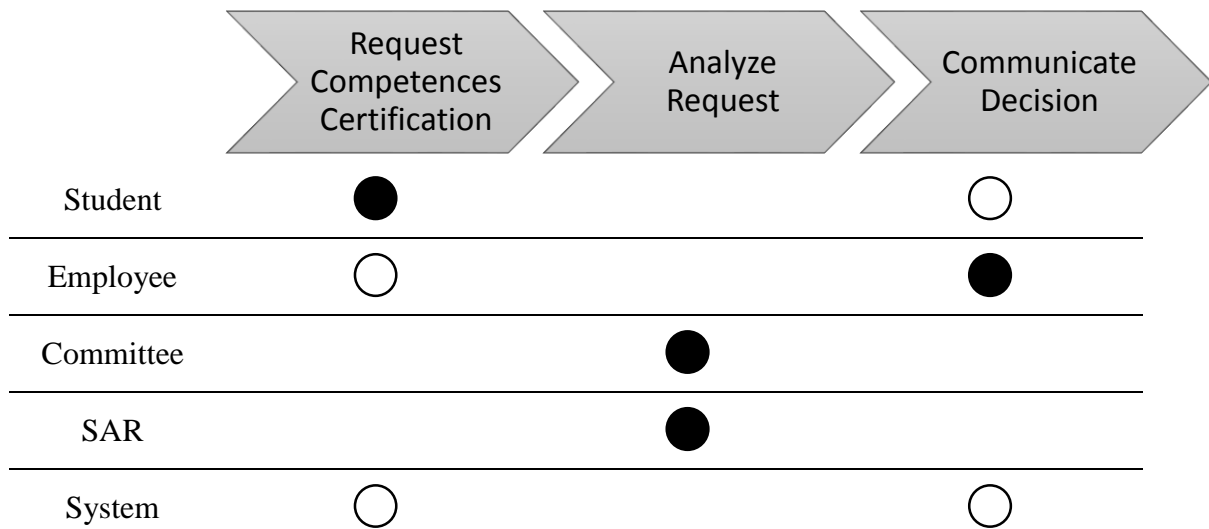 Request
Competences
Certification
Analyze
Request
Communicate
Decision
Student
Employee
Committee
SAR
System